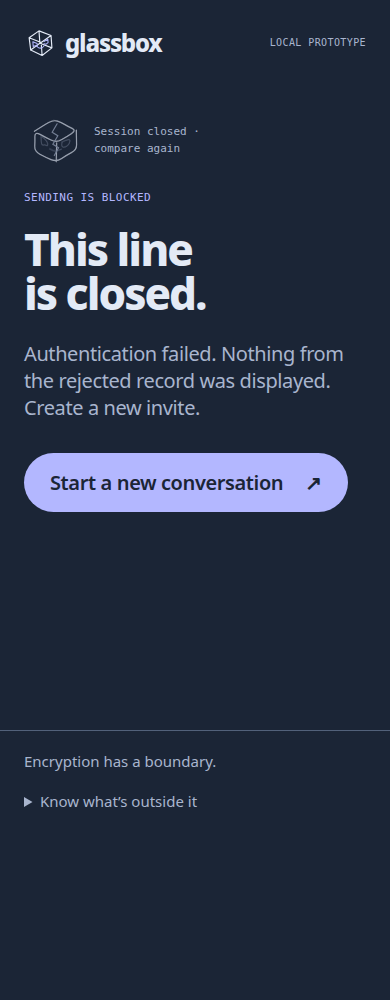 glassbox
LOCAL PROTOTYPE
Session closed ·
compare again
SENDING IS BLOCKED
This line
is closed.
Authentication failed. Nothing from
the rejected record was displayed.
Create a new invite.
Start a new conversation ↗
Encryption has a boundary.
▶ Know what’s outside it